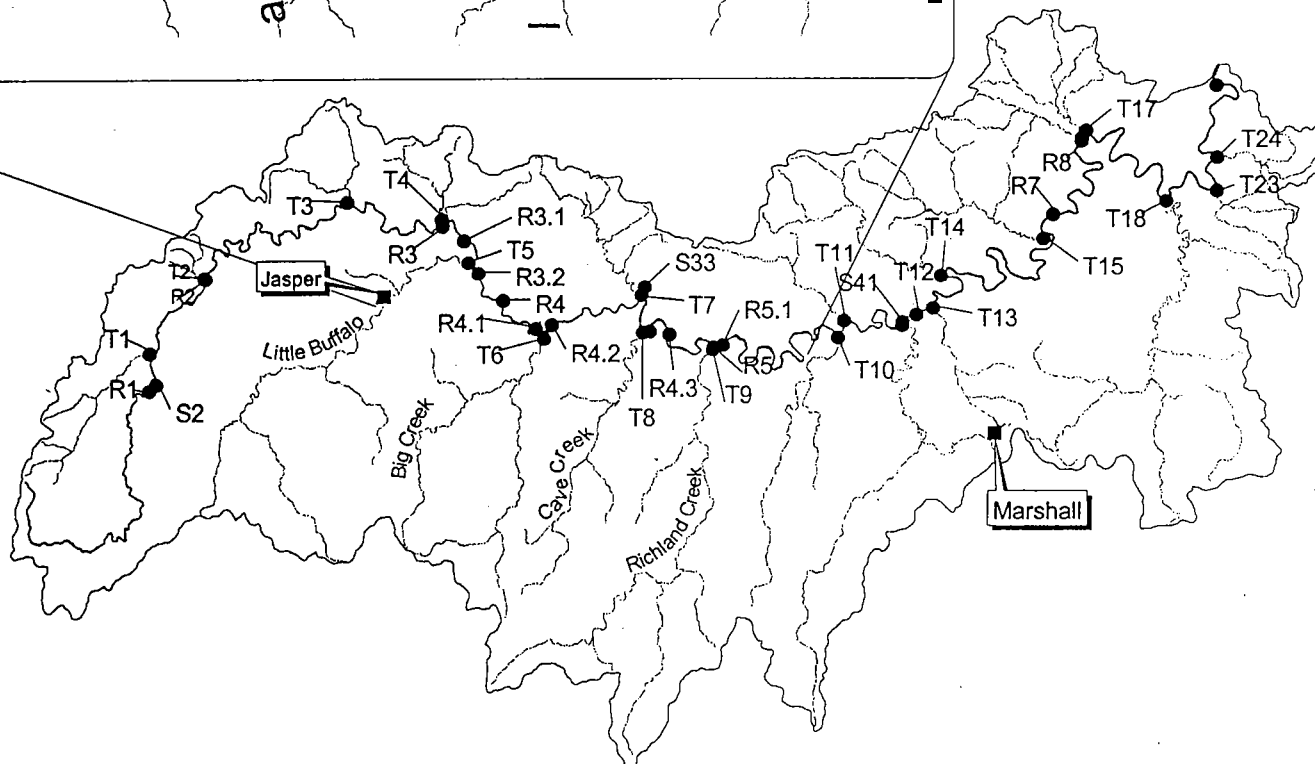 a
T17
T24
T4
R8
T3
R7
T23
R3.1
T18
R3
T14
T5
T11
T15
S33
T2
R3.2
T12
Jasper
S41
R2
T7
R4
R5.1
T13
R4.1
Little Buffalo
T1
T6
R4.2
R5
T10
R1
R4.3
T9
S2
T8
Big Creek
Cave Creek
Richland Creek
Marshall